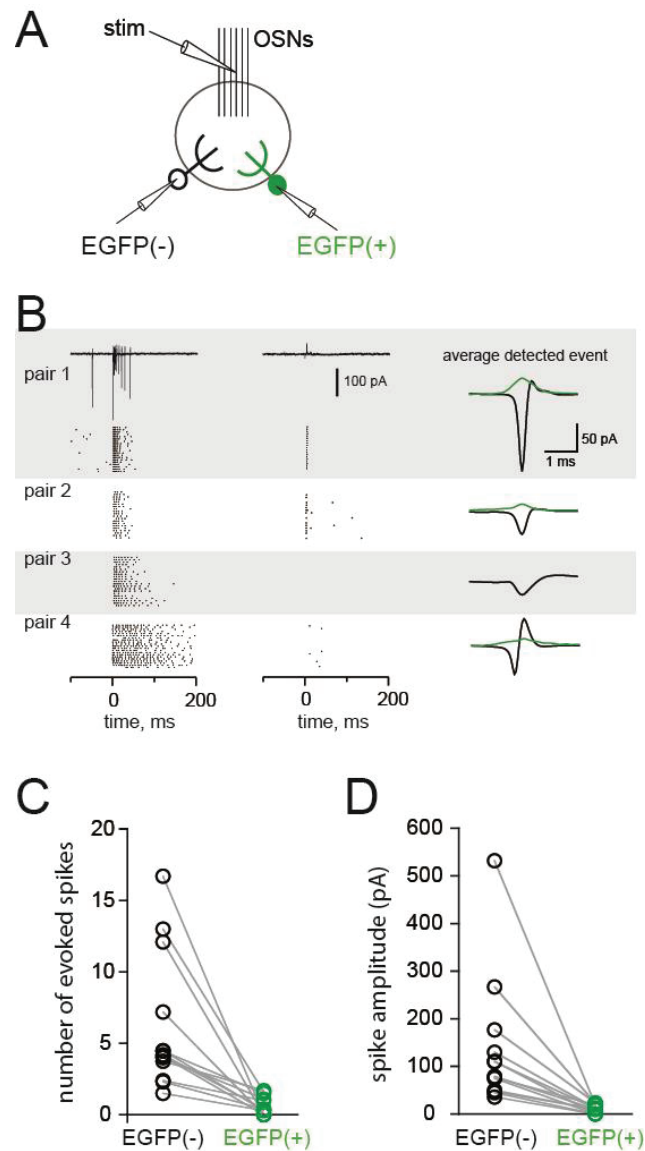 A
stim
OSNs
EGFP(-)
EGFP(+)
B
pair 1
100 pA
average detected event
50 pA
1 ms
pair 2
pair 3
pair 4
0 200
time, ms
0 200
time, ms
C
number of evoked spikes
20
15
10
5
0
EGFP(-) EGFP(+)
D
spike amplitude (pA)
600
500
400
300
200
100
0
EGFP(-) EGFP(+)